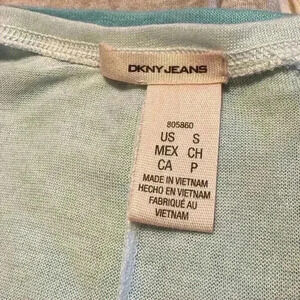 DKNY JEANS
805860
US S
MEX CH
CA P
MADE IN VIETNAM
HECHO EN VIETNAM
FABRIQUÉ AU
VIETNAM